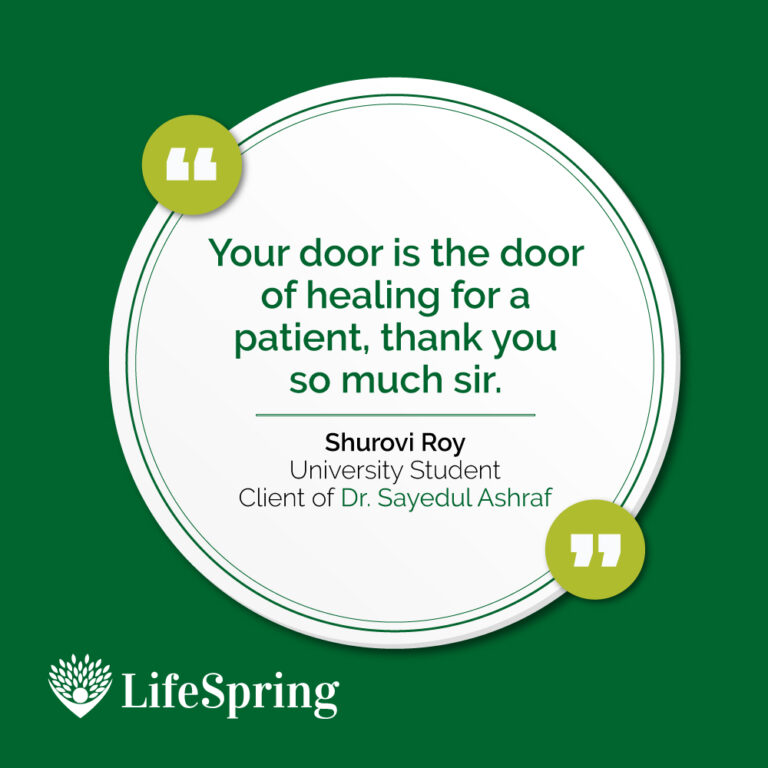 “
Your door is the door
of healing for a
patient, thank you
so much sir.
Shurovi Roy
University Student
Client of Dr. Sayedul Ashraf
”
LifeSpring